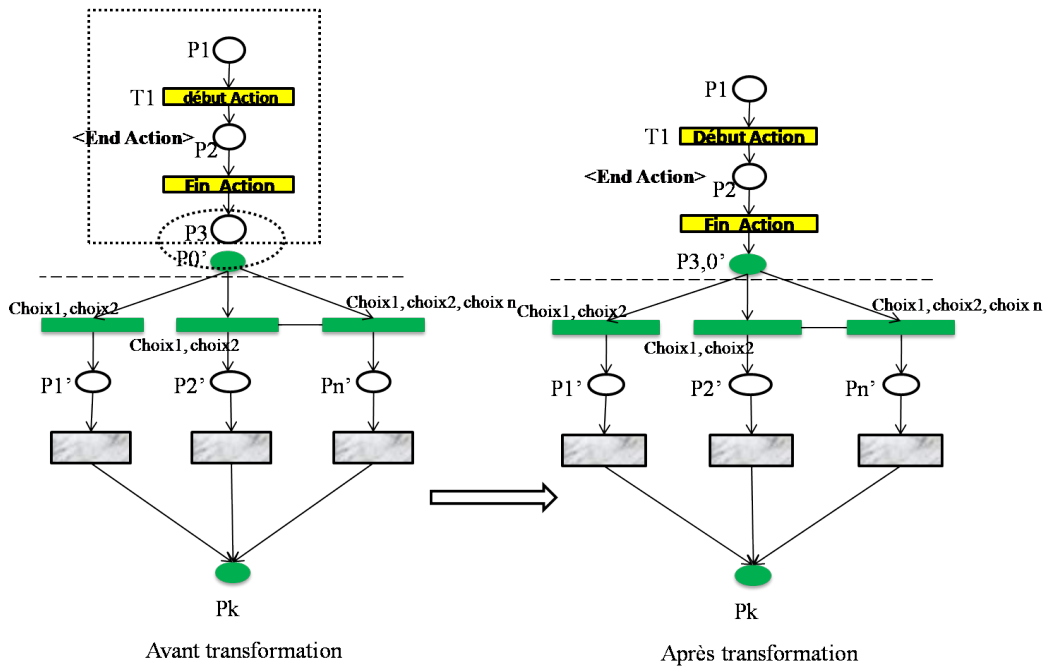 P1
T1
début Action
<End Action>
P2
Fin Action
P3
P0’
Choix1, choix2
Choix1, choix2
Choix1, choix2, choix n
P1’
P2’
Pn’
Pk
Avant transformation
P1
T1
Début Action
<End Action>
P2
Fin Action
P3,0’
Choix1, choix2
Choix1, choix2
Choix1, choix2, choix n
P1’
P2’
Pn’
Pk
Après transformation